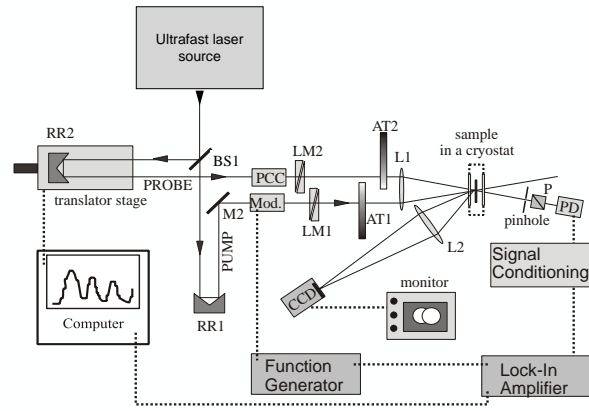 Ultrafast laser
source
RR2
BS1
PROBE
translator stage
M2
PUMP
RR1
PCC
LM2
Mod.
LM1
AT2
AT1
L1
L2
sample
in a cryostat
P
pinhole
PD
Signal
Conditioning
CCD
monitor
Computer
Function
Generator
Lock-In
Amplifier